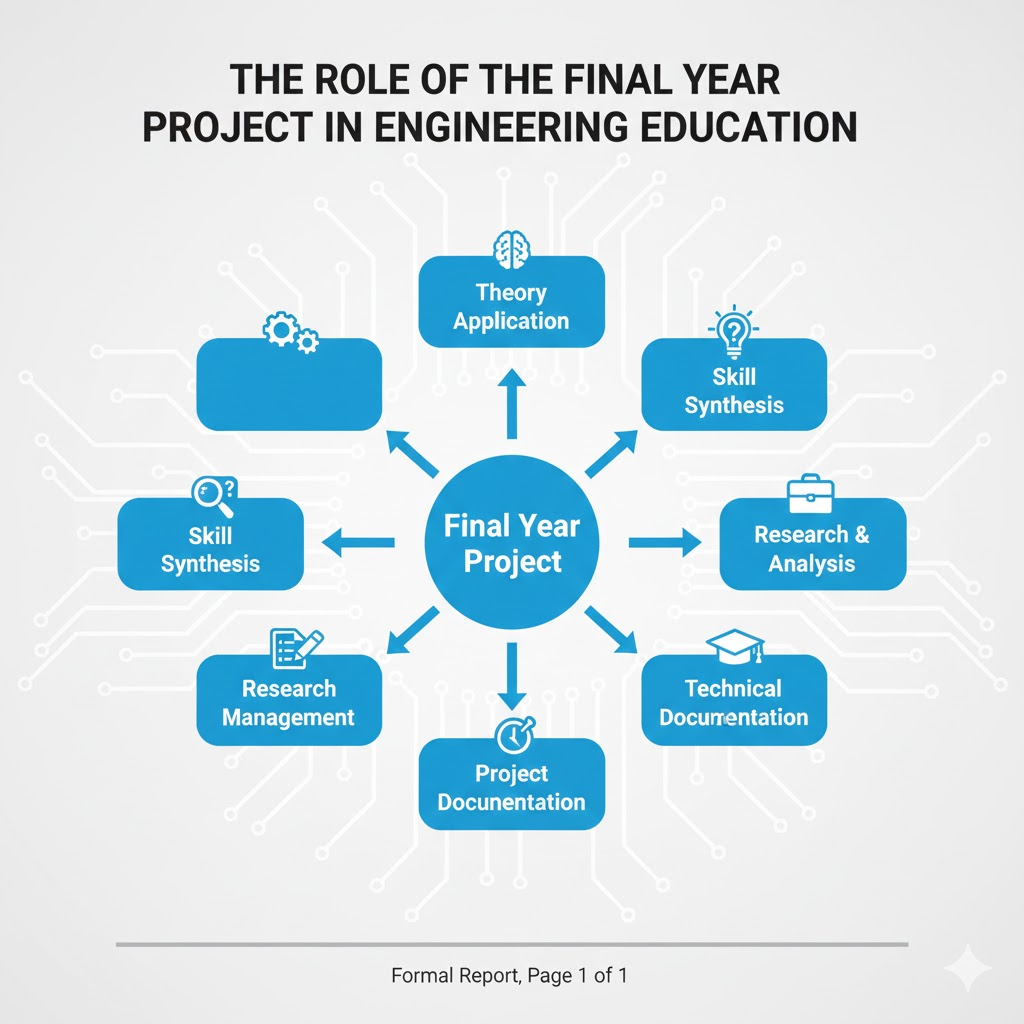 THE ROLE OF THE FINAL YEAR
PROJECT IN ENGINEERING EDUCATION
Theory
Application
Skill
Synthesis
Skill
Synthesis
Final Year
Project
Research &
Analysis
Research
Management
Technical
Documentation
Project
Documentation
Formal Report, Page 1 of 1